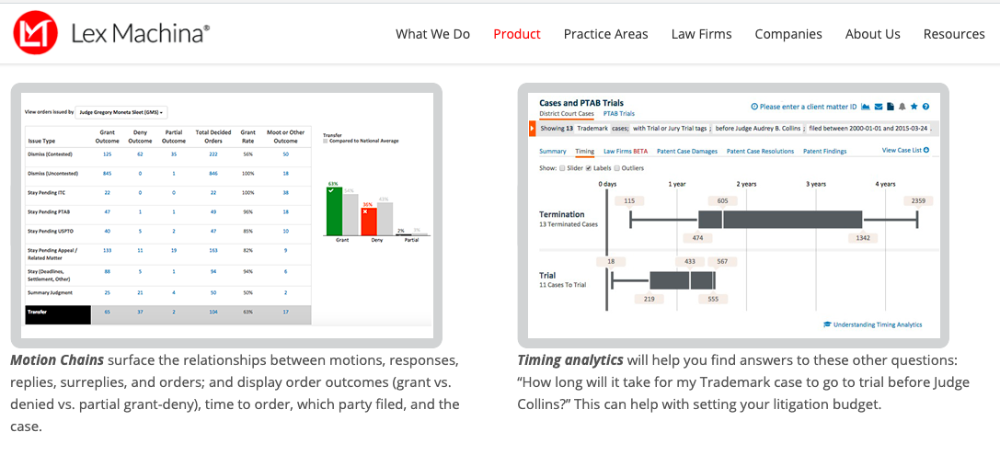 Lex Machina®
What We Do Product Practice Areas Law Firms Companies About Us Resources
View orders issued by Judge Gregory Moneta Sleet (GMS)
Issue Type Grant Outcome Deny Outcome Partial Outcome Total Decided Orders Grant Rate Moot or Other Outcome
Dismiss (Contested) 125 62 35 222 56% 50
Dismiss (Uncontested) 845 0 1 846 100% 18
Stay Pending ITC 22 0 0 22 100% 38
Stay Pending PTAB 47 1 1 49 96% 18
Stay Pending USPTO 40 5 2 47 85% 10
Stay Pending Appeal /
Related Matter
133 11 19 163 82% 9
Stay (Deadlines,
Settlement, Other)
88 5 1 94 94% 6
Summary Judgment 25 21 4 50 50% 2
Transfer 65 37 2 104 63% 17
Transfer
Compared to National Average
63%
36%
2%
Grant Deny Partial
Motion Chains surface the relationships between motions, responses,
replies, surreplies, and orders; and display order outcomes (grant vs.
denied vs. partial grant-deny), time to order, which party filed, and the
case.
Cases and PTAB Trials
District Court Cases PTAB Trials
Please enter a client matter ID
Showing 13 Trademark cases; with Trial or Jury Trial tags ; before Judge Audrey B. Collins ; filed between 2000-01-01 and 2015-03-24 .
Summary Timing Law Firms BETA Patent Case Damages Patent Case Resolutions Patent Findings View Case List
Show: Slider Labels Outliers
0 days 1 year 2 years 3 years 4 years
115 605 2359
Termination
13 Terminated Cases
474 1342
18 433 567
Trial
11 Cases To Trial
219 555
Understanding Timing Analytics
Timing analytics will help you find answers to these other questions:
“How long will it take for my Trademark case to go to trial before Judge
Collins?” This can help with setting your litigation budget.